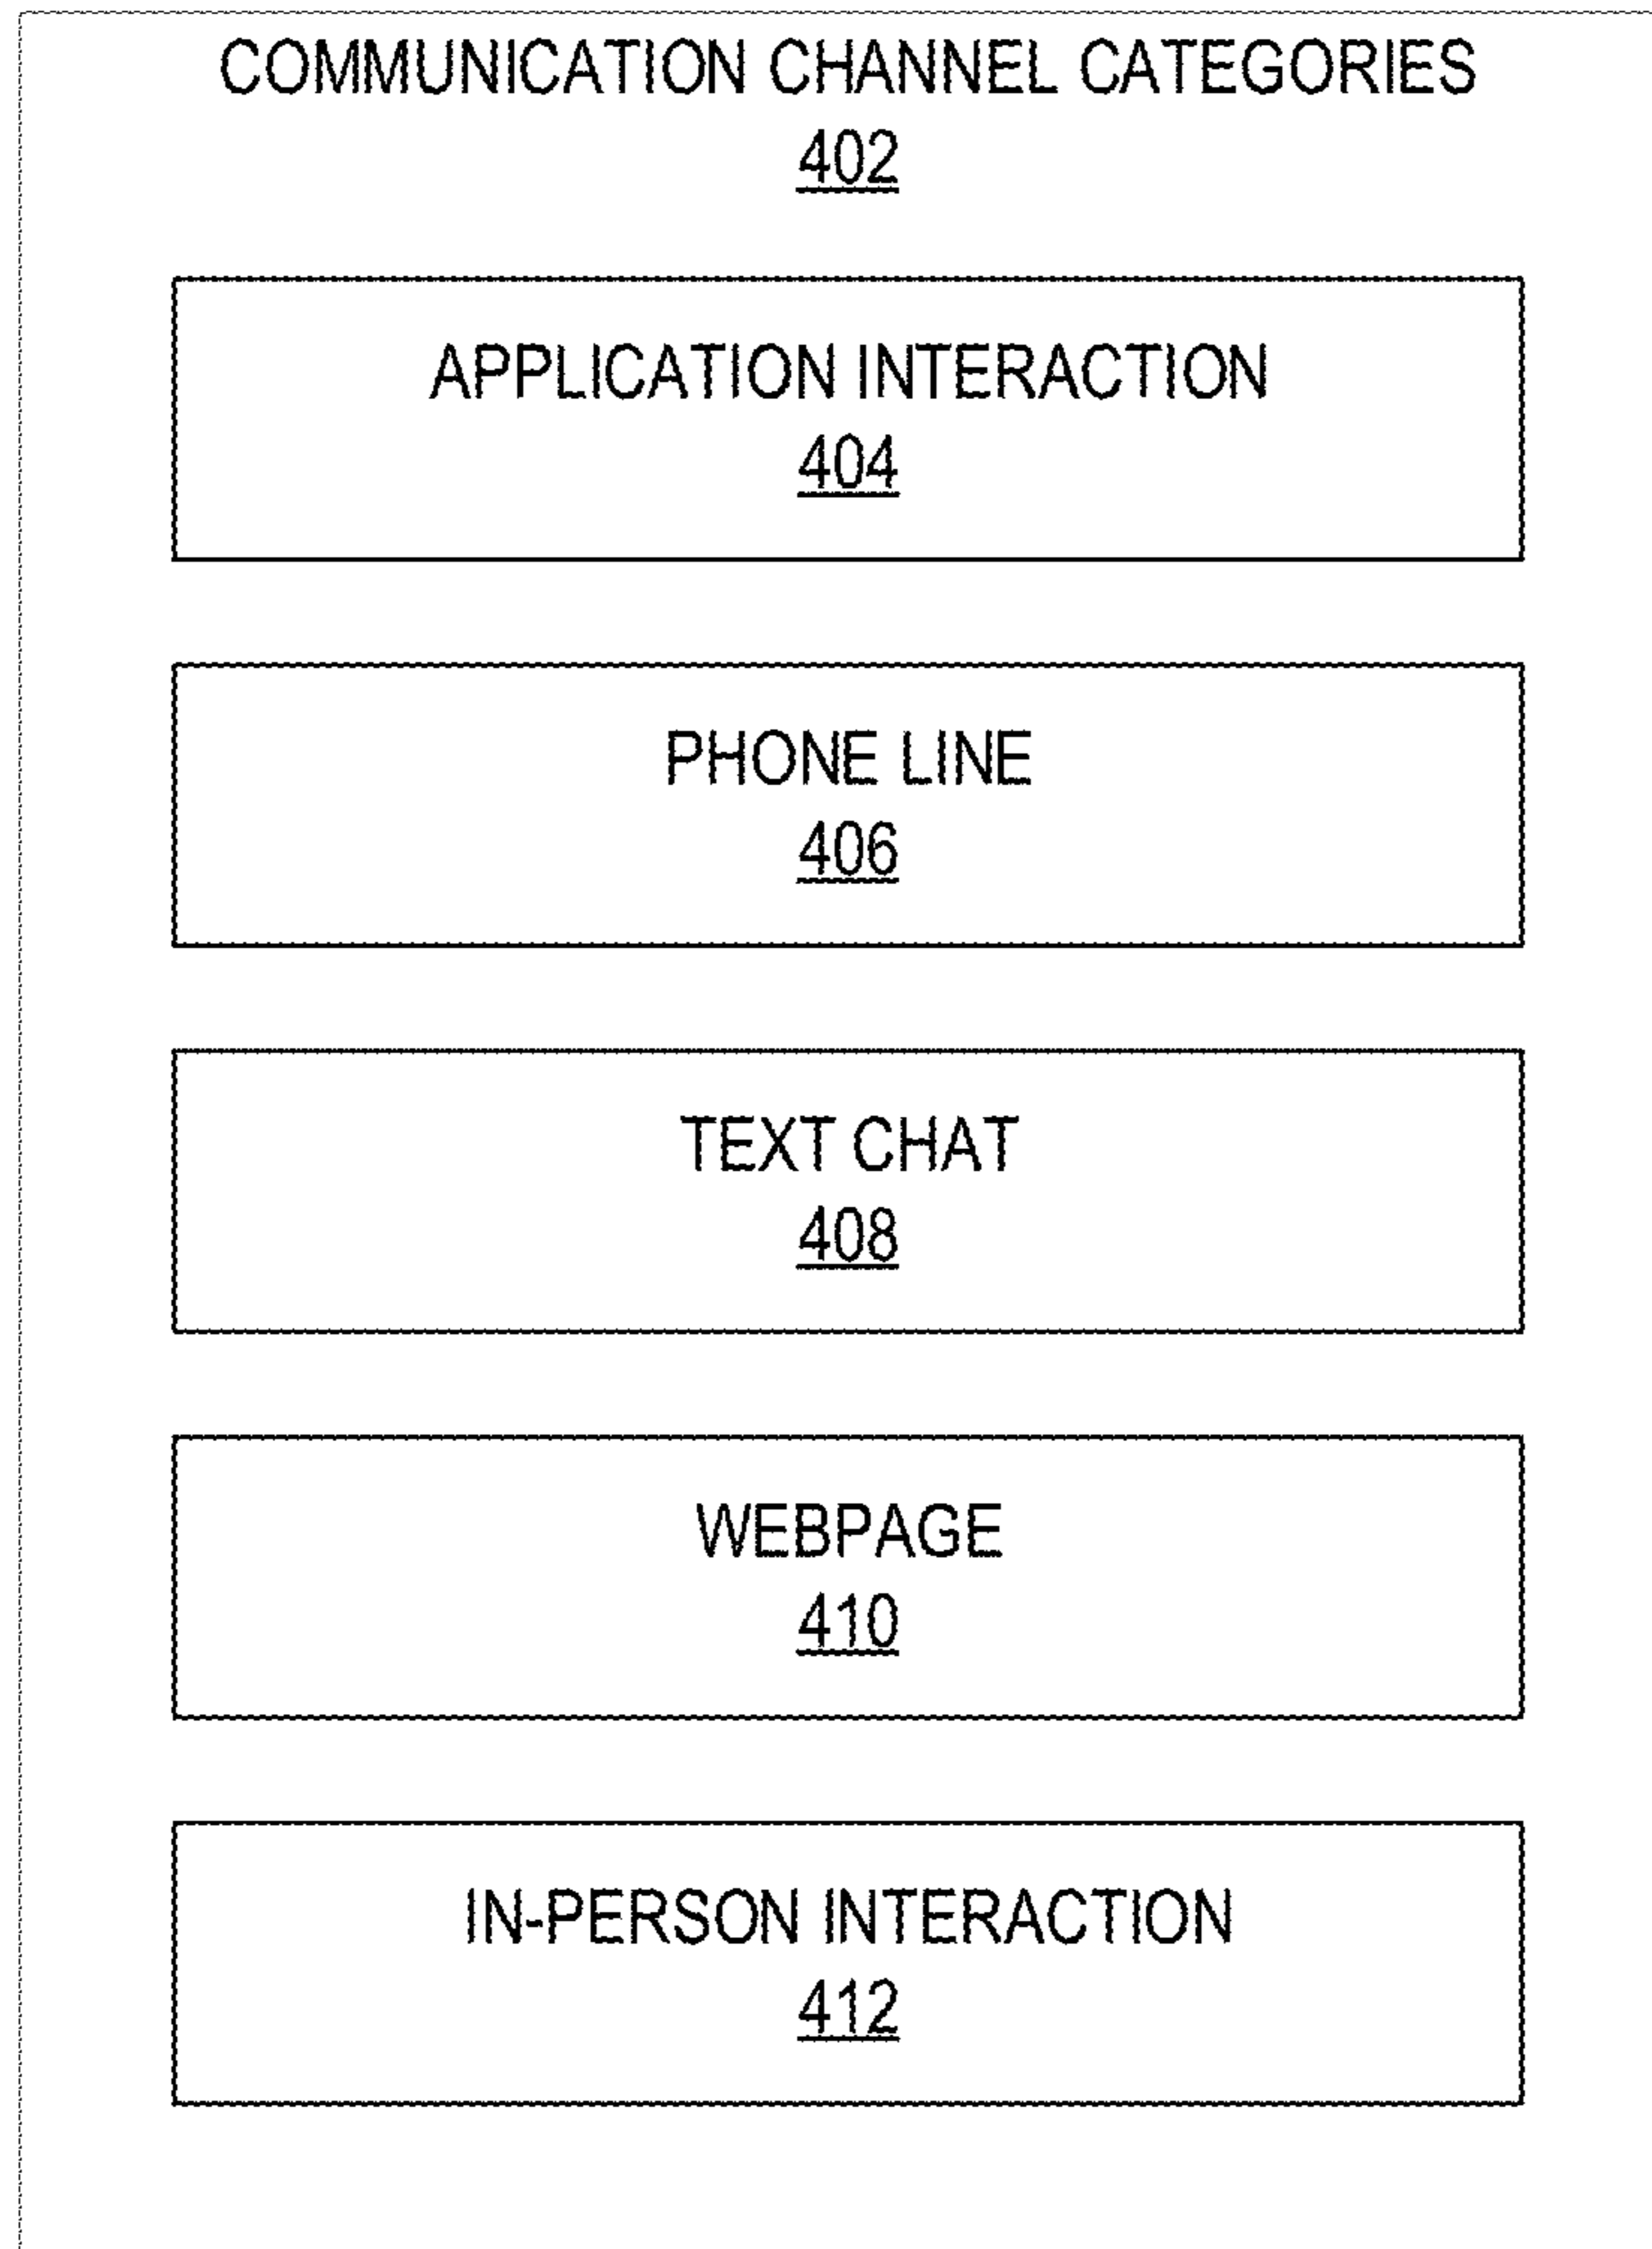 COMMUNICATION CHANNEL CATEGORIES
402
APPLICATION INTERACTION
404
PHONE LINE
406
TEXT CHAT
408
WEBPAGE
410
IN-PERSON INTERACTION
412